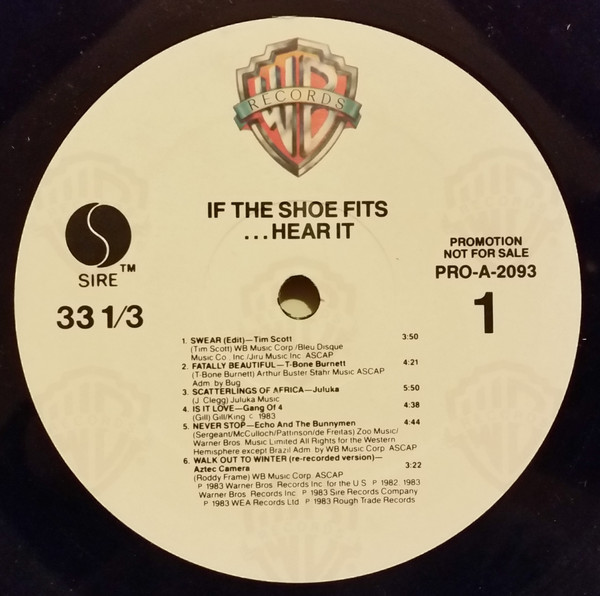 RECORDS
IF THE SHOE FITS
...HEAR IT
SIRE™
33 1/3
PROMOTION
NOT FOR SALE
PRO-A-2093
1
1. SWEAR (Edit)—Tim Scott 3:50
(Tim Scott) WB Music Corp./Bleu Disque
Music Co., Inc./Jiru Music Inc. ASCAP
2. FATALLY BEAUTIFUL—T-Bone Burnett 4:21
(T-Bone Burnett) Arthur Buster Stahr Music ASCAP
Adm. by Bug
3. SCATTERLINGS OF AFRICA—Juluka 5:50
(J. Clegg) Juluka Music
4. IS IT LOVE—Gang Of 4 4:38
(Gill) Gill/King © 1983
5. NEVER STOP—Echo And The Bunnymen 4:44
(Sergeant/McCulloch/Pattinson/de Freitas) Zoo Music/
Warner Bros. Music Limited All Rights for the Western
Hemisphere except Brazil Adm. by WB Music Corp. ASCAP
6. WALK OUT TO WINTER (re-recorded version)—
Aztec Camera 3:22
(Roddy Frame) WB Music Corp. ASCAP
℗ 1983 Warner Bros. Records Inc. for the U.S. ℗ 1982, 1983
Warner Bros. Records Inc. ℗ 1983 Sire Records Company
℗ 1983 WEA Records Ltd. ℗ 1983 Rough Trade Records